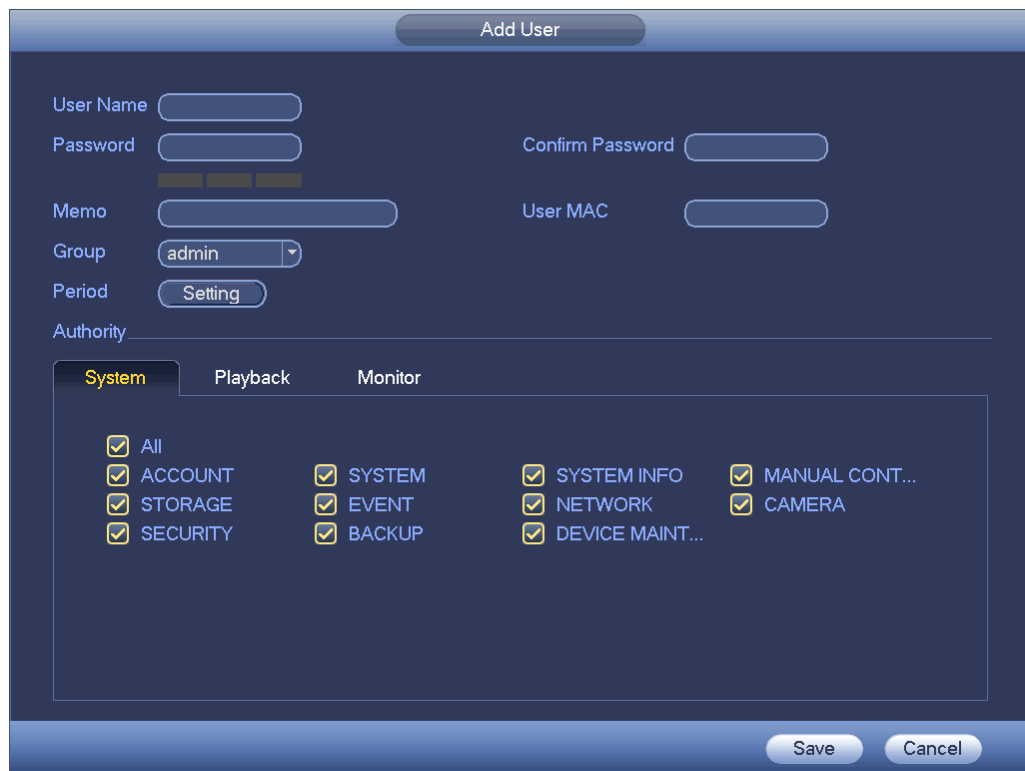 Add User
User Name
Password Confirm Password
Memo User MAC
Group admin
Period Setting
Authority
System Playback Monitor
All
ACCOUNT SYSTEM SYSTEM INFO MANUAL CONT...
STORAGE EVENT NETWORK CAMERA
SECURITY BACKUP DEVICE MAINT...
Save Cancel